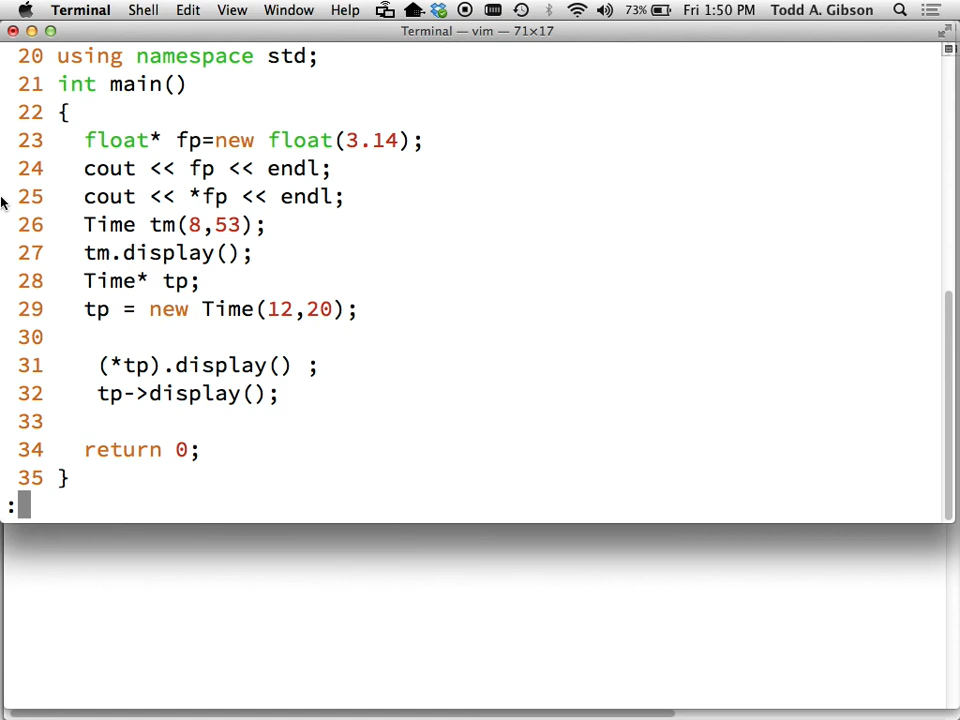 Terminal Shell Edit View Window Help 73% Fri 1:50 PM Todd A. Gibson
Terminal — vim — 71×17
20 using namespace std;
21 int main()
22 {
23 float* fp=new float(3.14);
24 cout << fp << endl;
25 cout << *fp << endl;
26 Time tm(8,53);
27 tm.display();
28 Time* tp;
29 tp = new Time(12,20);
30
31 (*tp).display() ;
32 tp->display();
33
34 return 0;
35 }
: